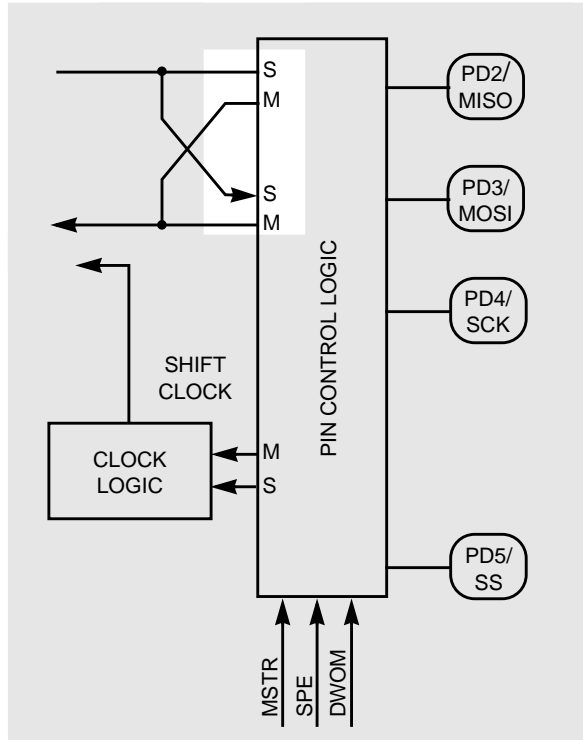 S
M
PD2/
MISO
S
M
PD3/
MOSI
PIN CONTROL LOGIC
PD4/
SCK
SHIFT
CLOCK
CLOCK
LOGIC
M
S
PD5/
SS
MSTR
SPE
DWOM